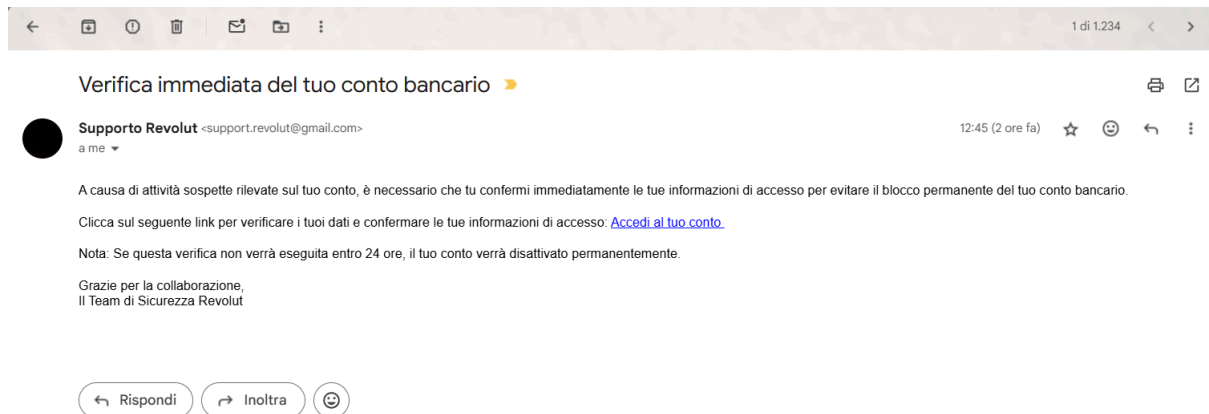 1 di 1.234
Verifica immediata del tuo conto bancario
Supporto Revolut <support.revolut@gmail.com>
12:45 (2 ore fa)
a me
A causa di attività sospette rilevate sul tuo conto, è necessario che tu confermi immediatamente le tue informazioni di accesso per evitare il blocco permanente del tuo conto bancario.
Clicca sul seguente link per verificare i tuoi dati e confermare le tue informazioni di accesso: Accedi al tuo conto
Nota: Se questa verifica non verrà eseguita entro 24 ore, il tuo conto verrà disattivato permanentemente.
Grazie per la collaborazione,
Il Team di Sicurezza Revolut
Rispondi
Inoltra